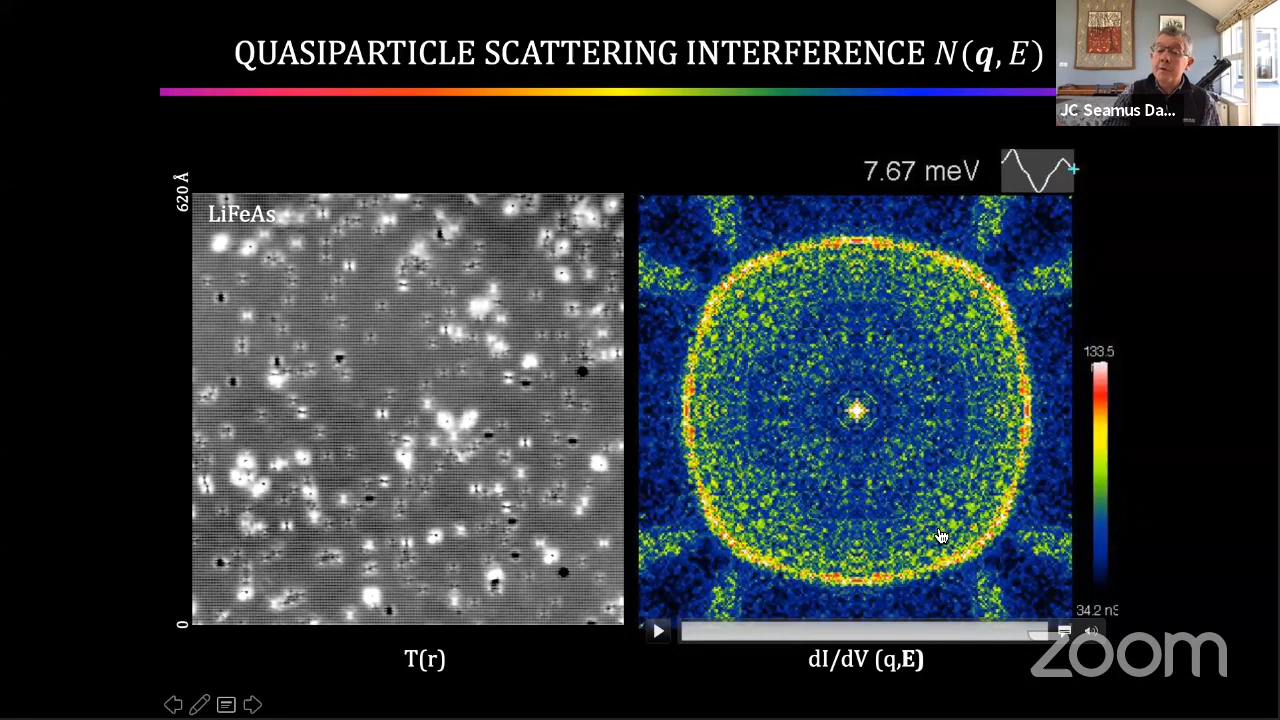 QUASIPARTICLE SCATTERING INTERFERENCE N(q, E)
JC Seamus Da...
7.67 meV
620 Å
LiFeAs
133.5
34.2 nS
0
T(r)
dI/dV (q,E)
zoom